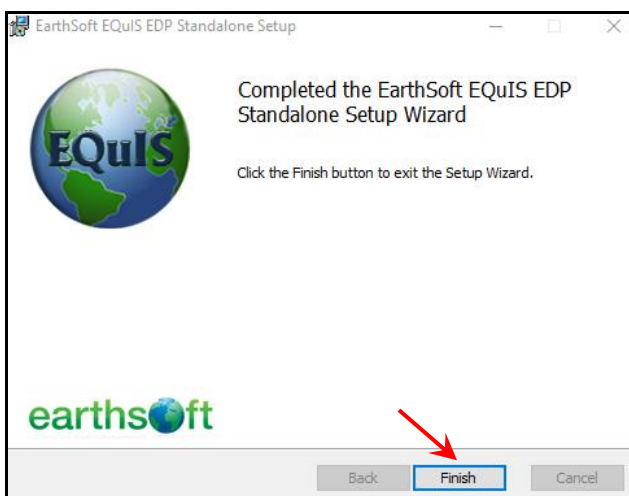 EarthSoft EQuIS EDP Standalone Setup
EQuIS
Completed the EarthSoft EQuIS EDP
Standalone Setup Wizard
Click the Finish button to exit the Setup Wizard.
earthsoft
Back
Finish
Cancel